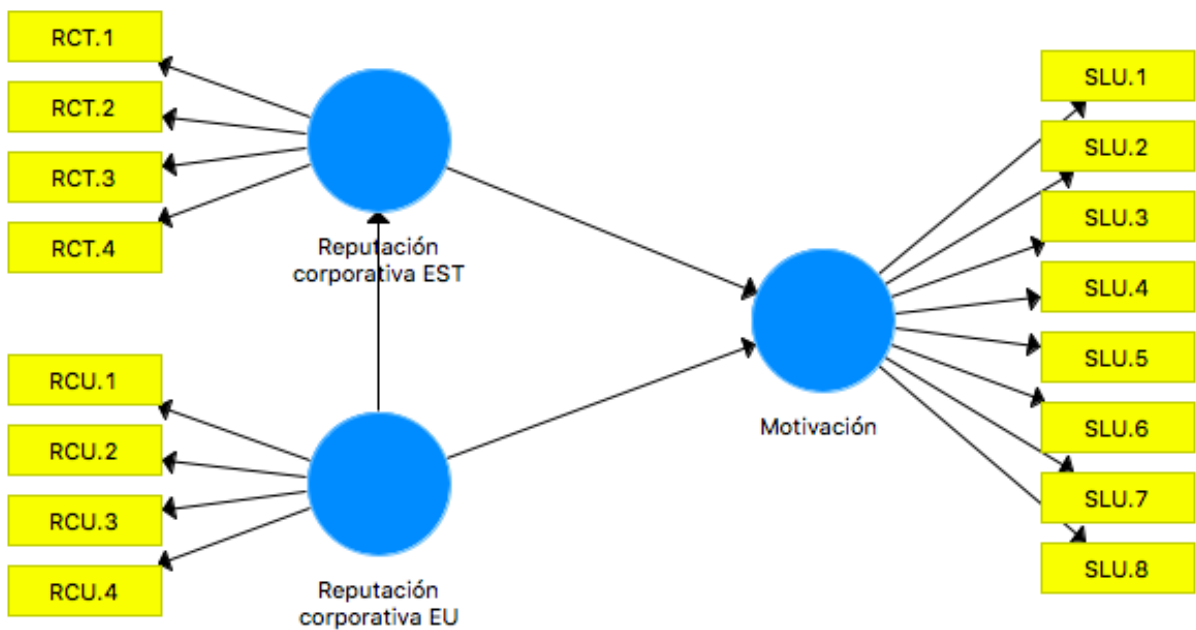 RCT.1
RCT.2
RCT.3
RCT.4
Reputación
corporativa EST
RCU.1
RCU.2
RCU.3
RCU.4
Reputación
corporativa EU
Motivación
SLU.1
SLU.2
SLU.3
SLU.4
SLU.5
SLU.6
SLU.7
SLU.8